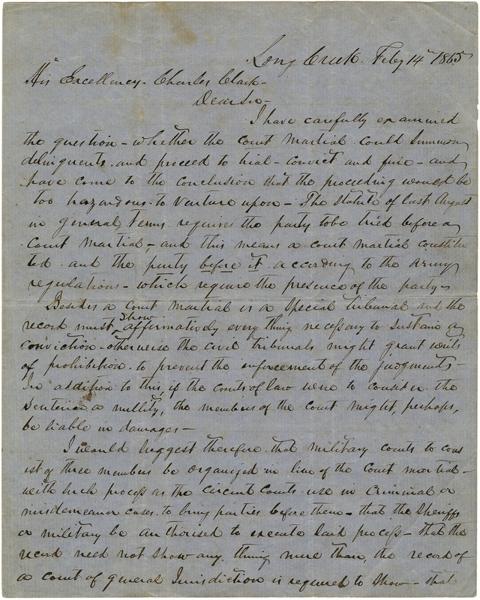 Long Creek Feby 14th 1865
His Excellency Charles Clark
Dear Sir -
I have carefully examined
the question - whether the Court Martial could summon
delinquents and proceed to trial - convict and fine - and
have come to the conclusion that the proceeding would be
too hazardous to venture upon - The statute of last August
in general terms requires the party to be tried before a
Court Martial - and this means a court martial constitu
ted and the party before it according to the army
regulations - which require the presence of the party -
Besides a Court Martial is a special tribunal and the
record must show affirmatively every thing necessary to sustain a
conviction - otherwise the civil tribunals might grant writs
of prohibition to prevent the enforcement of the judgments -
In addition to this, if the courts of law were to consider the
sentence a nullity, the members of the court might perhaps,
be liable in damages -
I would suggest therefore that military courts to cons
ist of three members be organized in lieu of the Court martial -
with such process as the circuit courts use in criminal or
misdemeanor cases to bring parties before them - that the Sheriffs
or military be authorised to execute said process - that the
record need not show any thing more than, the record of
a court of general Jurisdiction is required to show - that